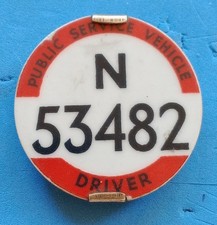 PUBLIC SERVICE VEHICLE
N
53482
DRIVER